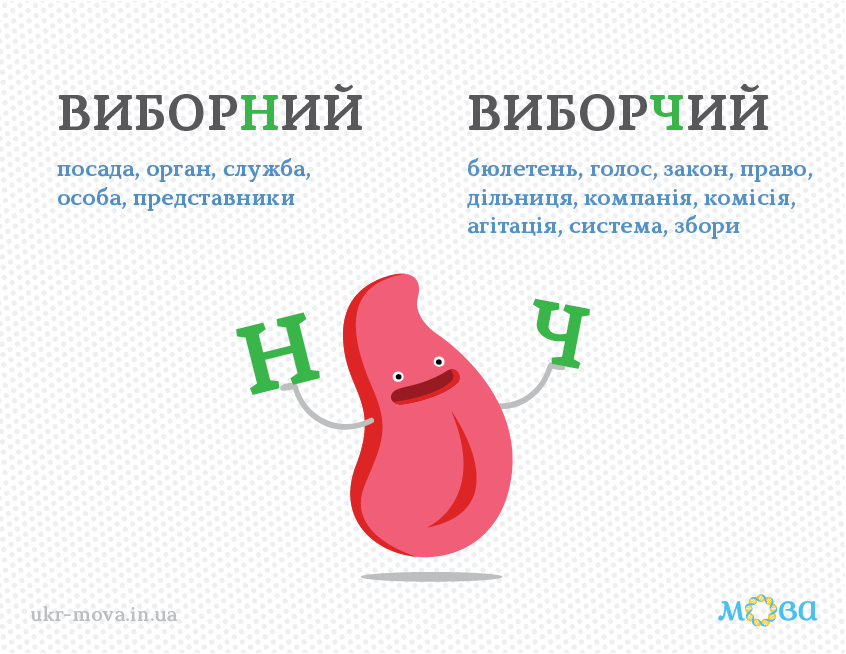 ВИБОРНИЙ
посада, орган, служба,
особа, представники
ВИБОРЧИЙ
бюлетень, голос, закон, право,
дільниця, компанія, комісія,
агітація, система, збори
Н
Ч
ukr-mova.in.ua
мова